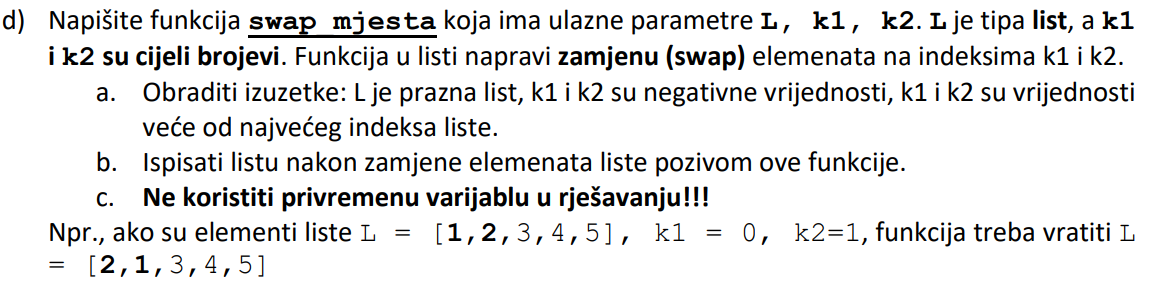 d) Napišite funkcija swap_mjesta koja ima ulazne parametre L, k1, k2. L je tipa list, a k1
i k2 su cijeli brojevi. Funkcija u listi napravi zamjenu (swap) elemenata na indeksima k1 i k2.
a. Obraditi izuzetke: L je prazna list, k1 i k2 su negativne vrijednosti, k1 i k2 su vrijednosti
veće od najvećeg indeksa liste.
b. Ispisati listu nakon zamjene elemenata liste pozivom ove funkcije.
c. Ne koristiti privremenu varijablu u rješavanju!!!
Npr., ako su elementi liste L = [1,2,3,4,5], k1 = 0, k2=1, funkcija treba vratiti L
= [2,1,3,4,5]